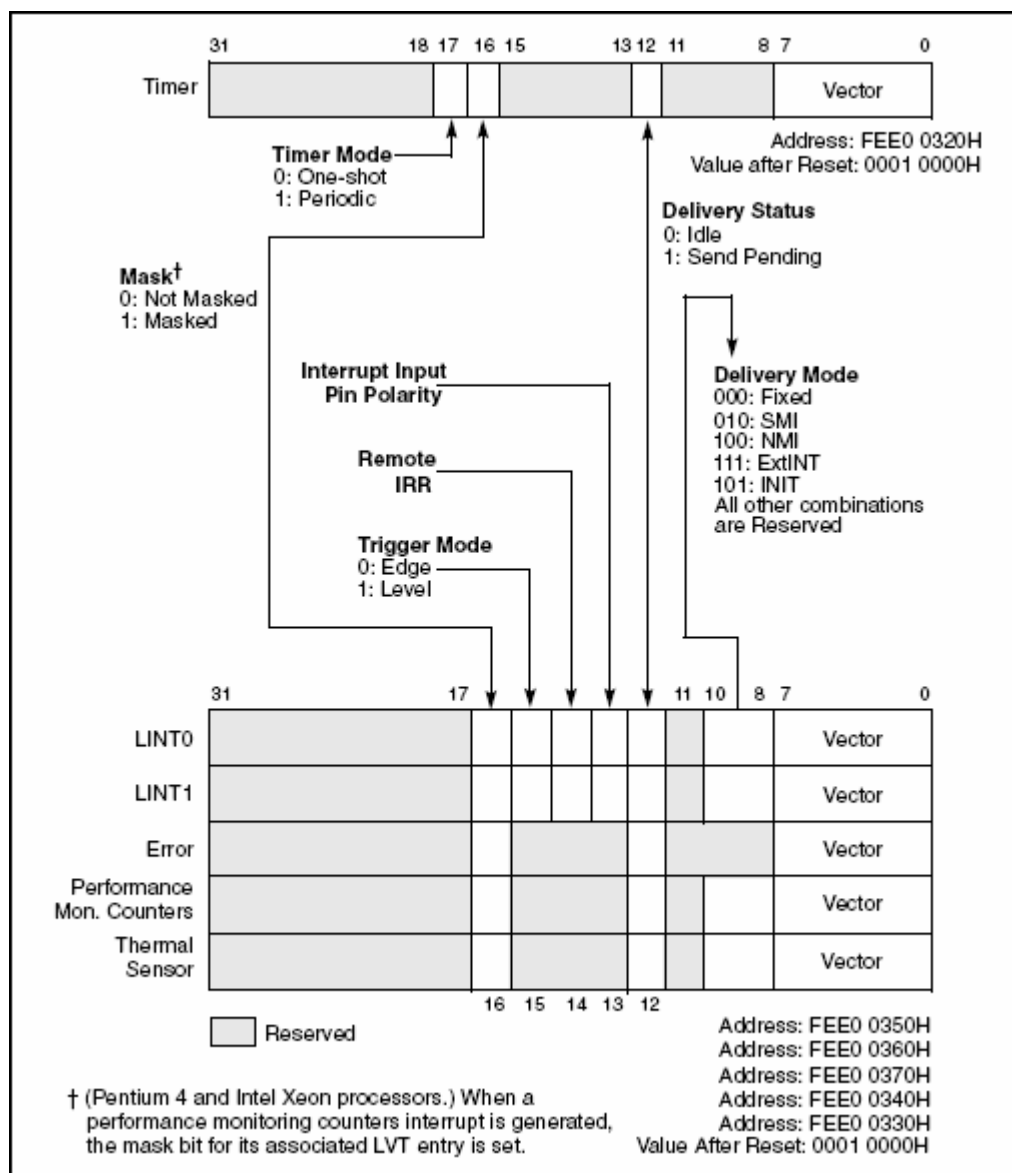 31 18 17 16 15 13 12 11 8 7 0
Timer Vector
Address: FEE0 0320H
Value after Reset: 0001 0000H
Timer Mode
0: One-shot
1: Periodic
Delivery Status
0: Idle
1: Send Pending
Mask†
0: Not Masked
1: Masked
Interrupt Input
Pin Polarity
Delivery Mode
000: Fixed
010: SMI
100: NMI
111: ExtINT
101: INIT
All other combinations
are Reserved
Remote
IRR
Trigger Mode
0: Edge
1: Level
31 17 11 10 8 7 0
LINT0 Vector
LINT1 Vector
Error Vector
Performance
Mon. Counters Vector
Thermal
Sensor Vector
16 15 14 13 12
Reserved
Address: FEE0 0350H
Address: FEE0 0360H
Address: FEE0 0370H
Address: FEE0 0340H
Address: FEE0 0330H
Value After Reset: 0001 0000H
† (Pentium 4 and Intel Xeon processors.) When a
performance monitoring counters interrupt is generated,
the mask bit for its associated LVT entry is set.